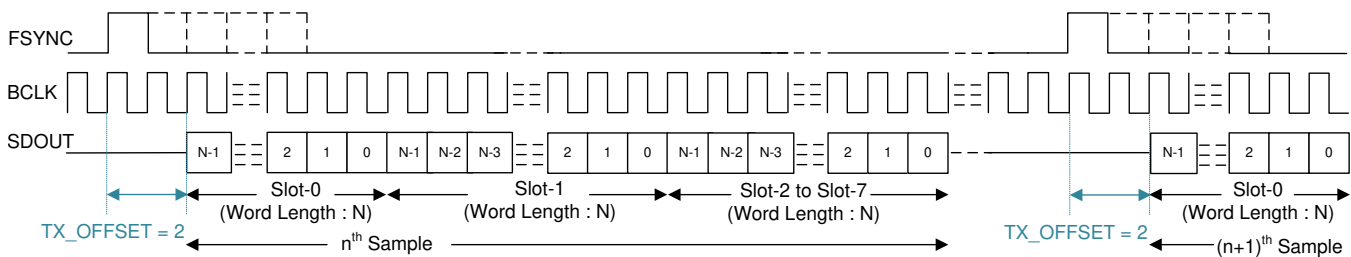 FSYNC
BCLK
SDOUT
N-1 2 1 0 N-1 N-2 N-3 2 1 0 N-1 N-2 N-3 2 1 0 N-1 2 1 0
Slot-0 Slot-1 Slot-2 to Slot-7 Slot-0
(Word Length : N) (Word Length : N) (Word Length : N) (Word Length : N)
TX_OFFSET = 2 TX_OFFSET = 2
nth Sample (n+1)th Sample